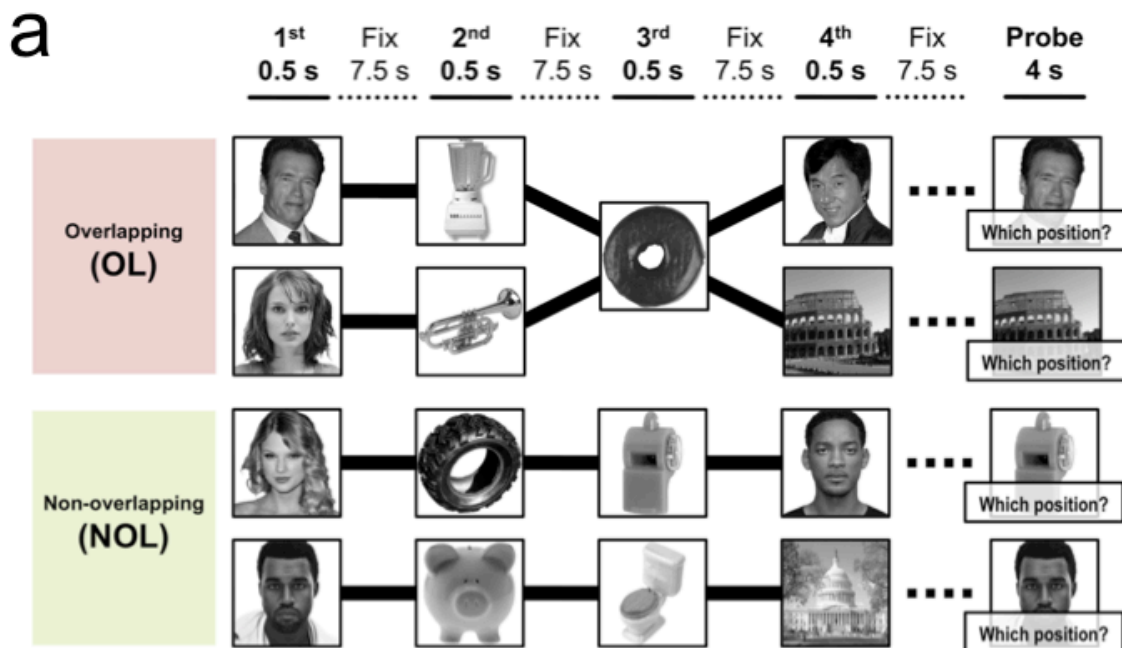 a
1st Fix 2nd Fix 3rd Fix 4th Fix Probe
0.5 s 7.5 s 0.5 s 7.5 s 0.5 s 7.5 s 0.5 s 7.5 s 4 s
Overlapping
(OL)
Which position?
Which position?
Non-overlapping
(NOL)
Which position?
Which position?